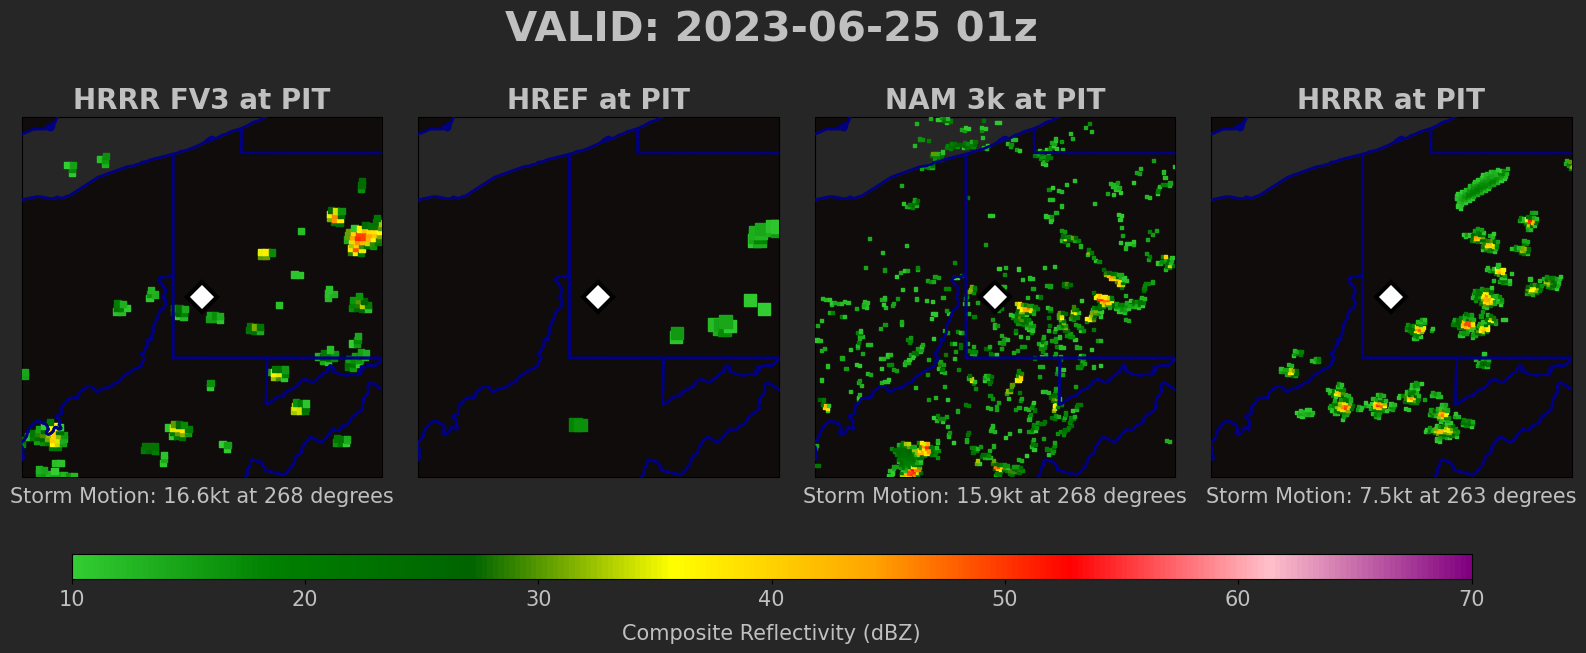 VALID: 2023-06-25 01z
HRRR FV3 at PIT
HREF at PIT
NAM 3k at PIT
HRRR at PIT
Storm Motion: 16.6kt at 268 degrees
Storm Motion: 15.9kt at 268 degrees
Storm Motion: 7.5kt at 263 degrees
10 20 30 40 50 60 70
Composite Reflectivity (dBZ)